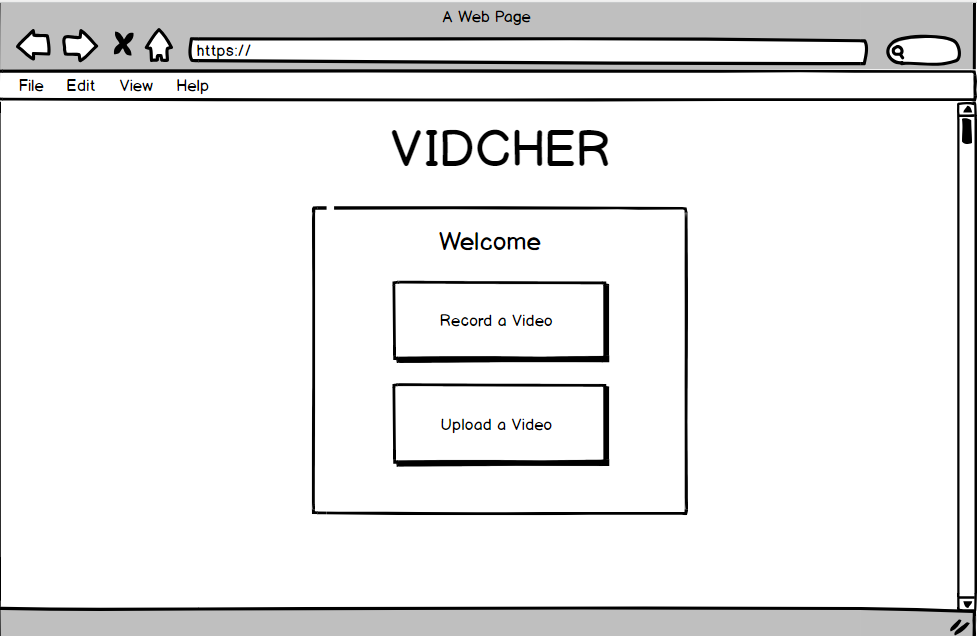 A Web Page
https://
File Edit View Help
VIDCHER
Welcome
Record a Video
Upload a Video